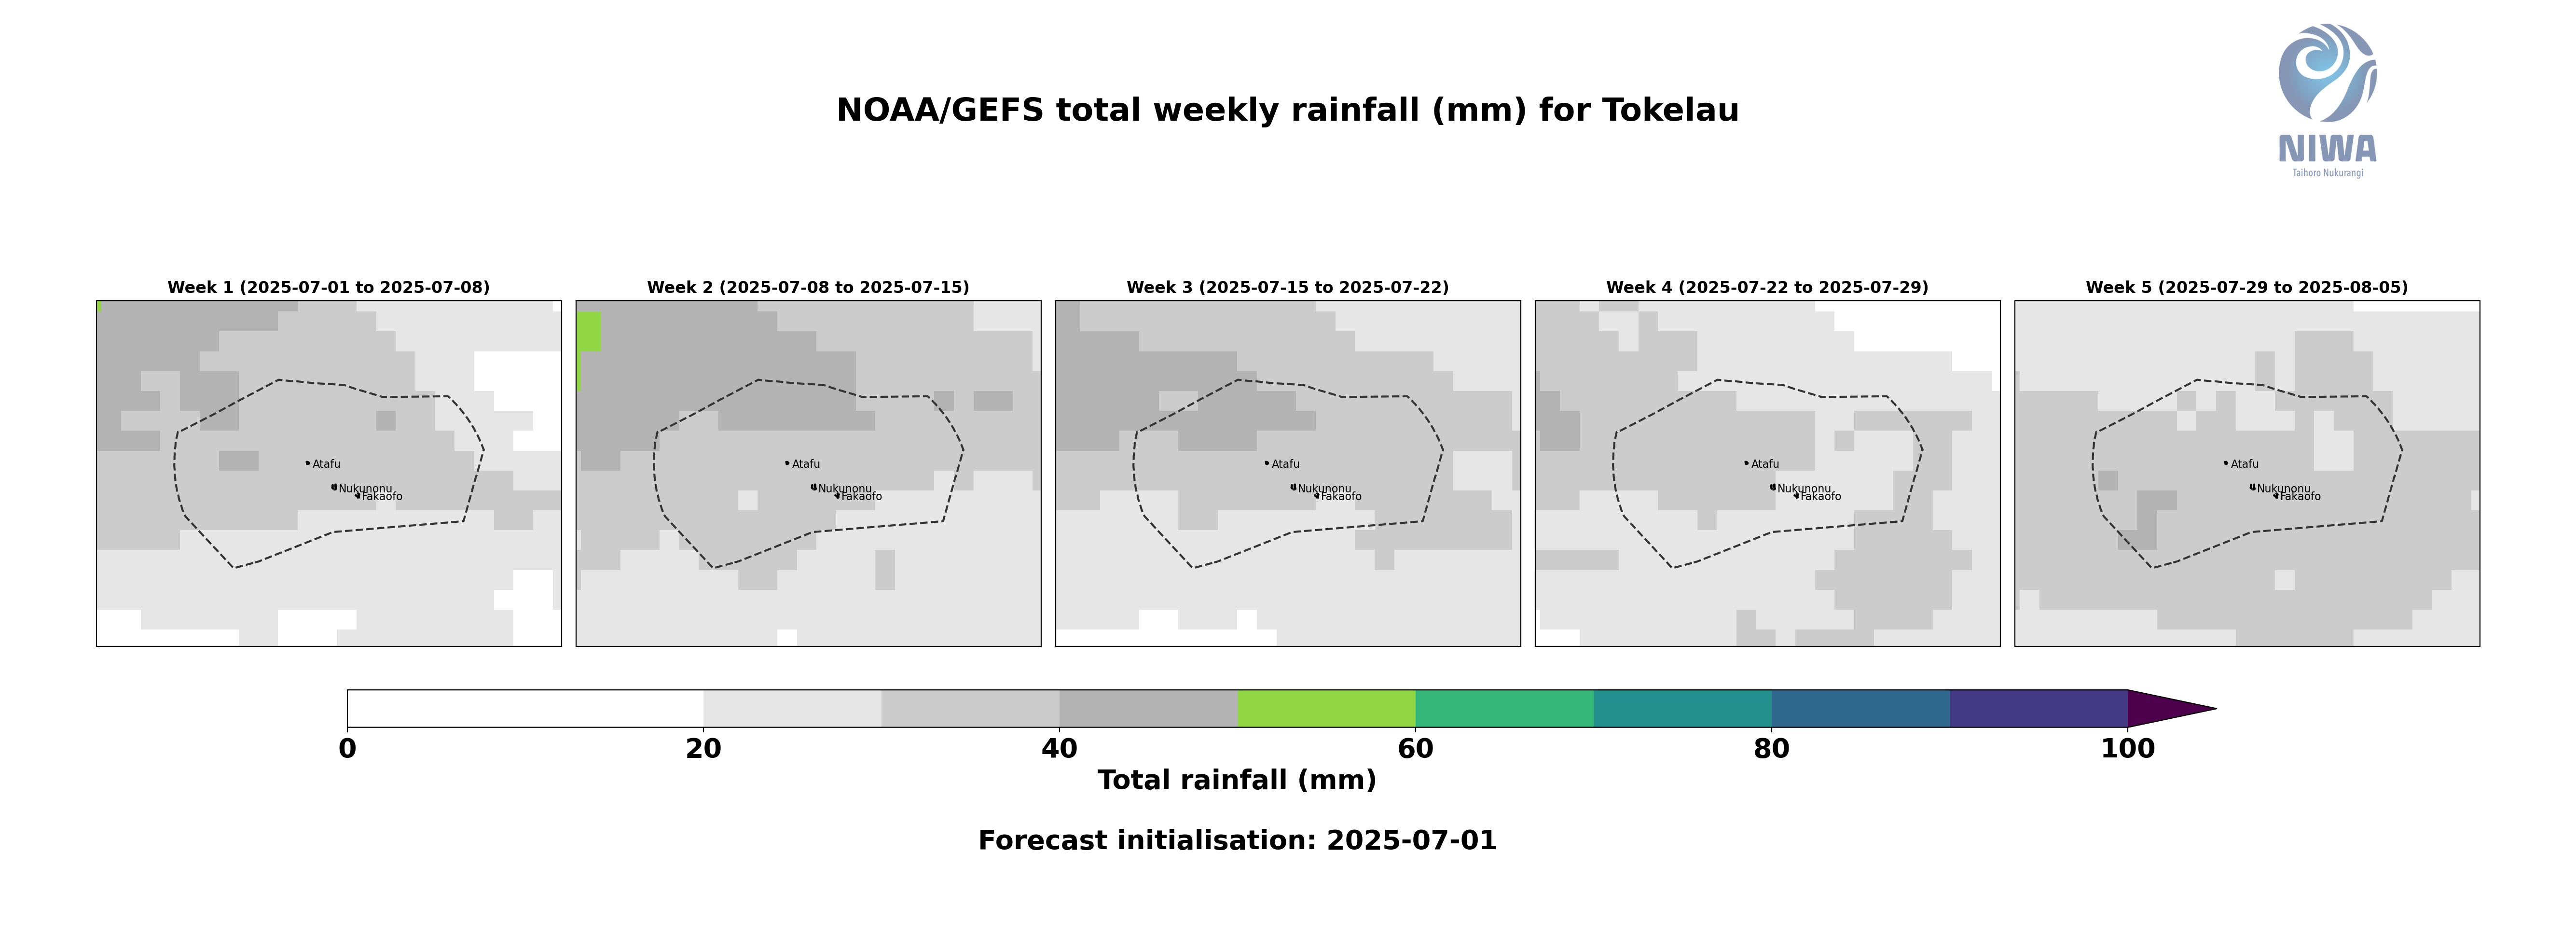 NOAA/GEFS total weekly rainfall (mm) for Tokelau
NIWA
Taihoro Nukurangi
Week 1 (2025-07-01 to 2025-07-08)
Week 2 (2025-07-08 to 2025-07-15)
Week 3 (2025-07-15 to 2025-07-22)
Week 4 (2025-07-22 to 2025-07-29)
Week 5 (2025-07-29 to 2025-08-05)
Atafu
Nukunonu
Fakaofo
Atafu
Nukunonu
Fakaofo
Atafu
Nukunonu
Fakaofo
Atafu
Nukunonu
Fakaofo
Atafu
Nukunonu
Fakaofo
0 20 40 60 80 100
Total rainfall (mm)
Forecast initialisation: 2025-07-01